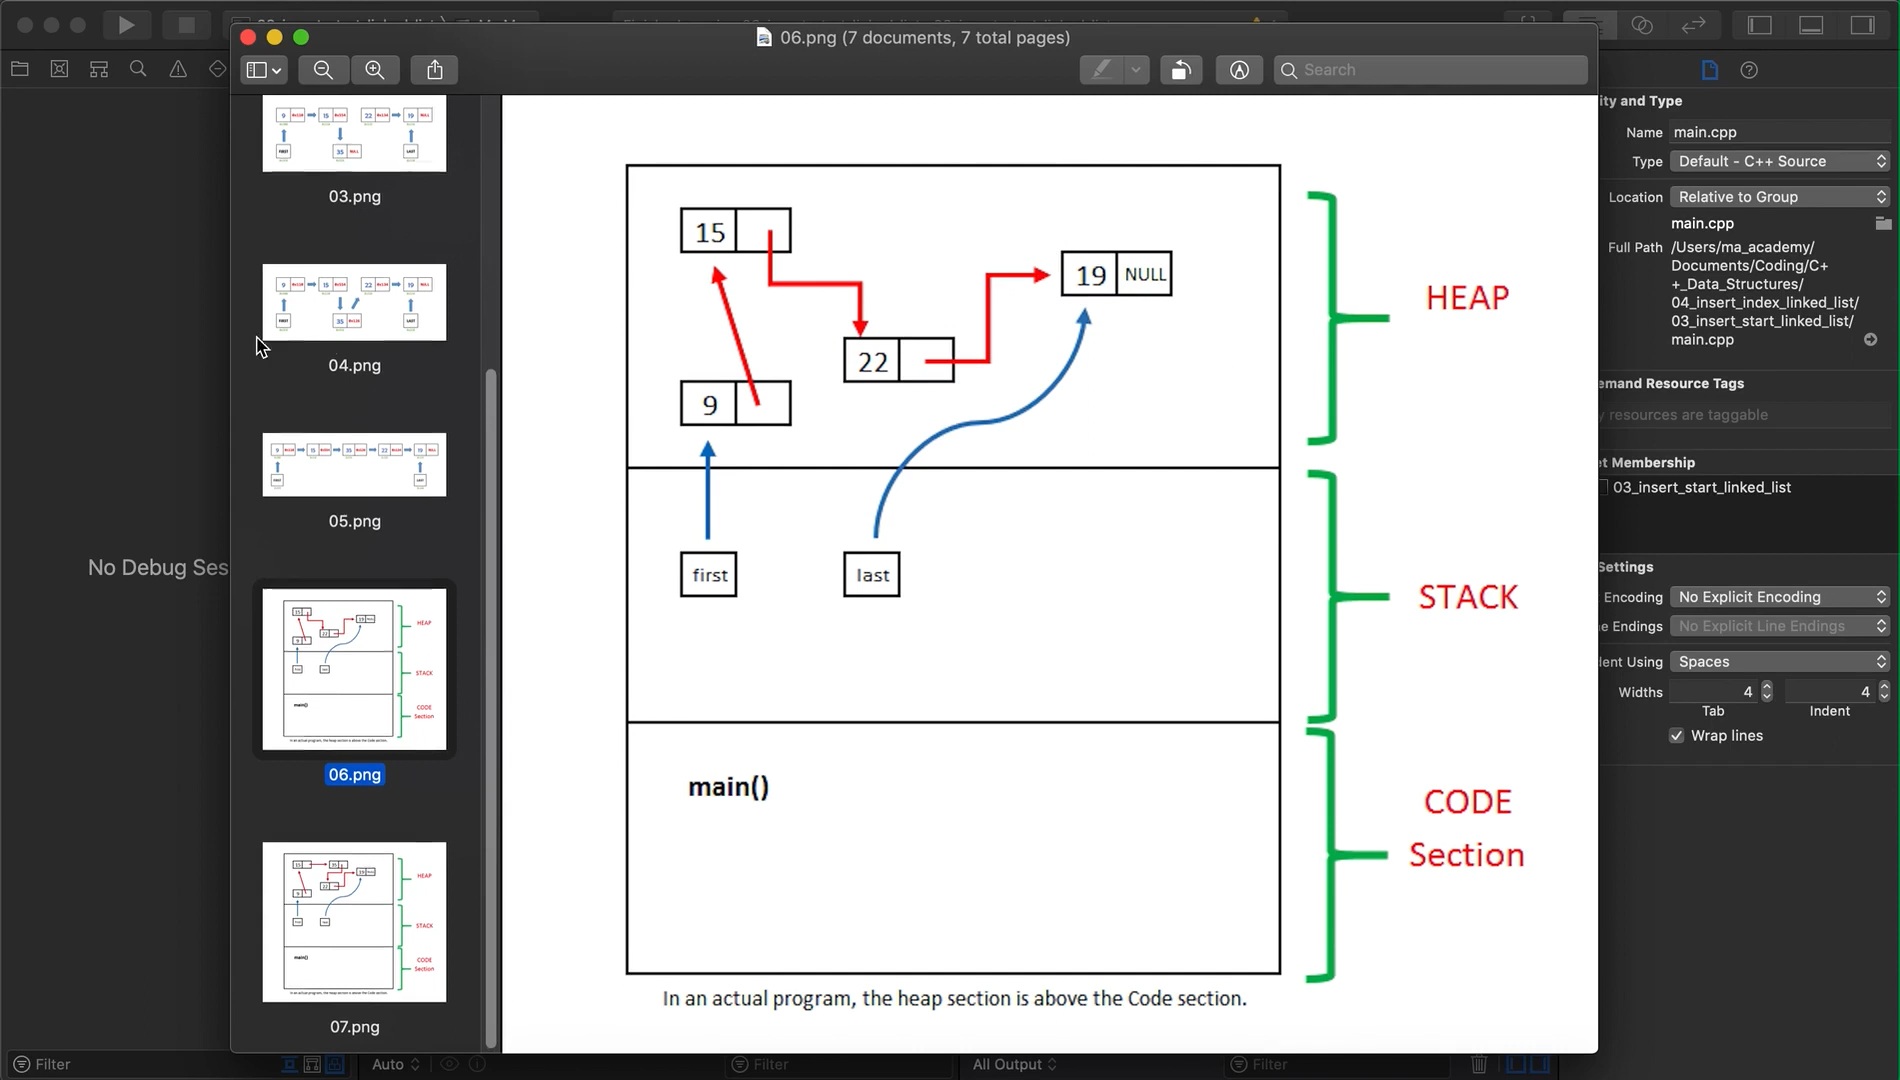 06.png (7 documents, 7 total pages)
Search
03.png
04.png
05.png
06.png
07.png
No Debug Ses
15
19 NULL
22
9
first
last
main()
HEAP
STACK
CODE
Section
In an actual program, the heap section is above the Code section.
ity and Type
Name main.cpp
Type Default - C++ Source
Location Relative to Group
main.cpp
Full Path /Users/ma_academy/
Documents/Coding/C+
+_Data_Structures/
04_insert_index_linked_list/
03_insert_start_linked_list/
main.cpp
emand Resource Tags
y resources are taggable
et Membership
03_insert_start_linked_list
Settings
Encoding No Explicit Encoding
e Endings No Explicit Line Endings
ent Using Spaces
Widths 4 4
Tab Indent
Wrap lines
Filter
Auto
Filter
All Output
Filter